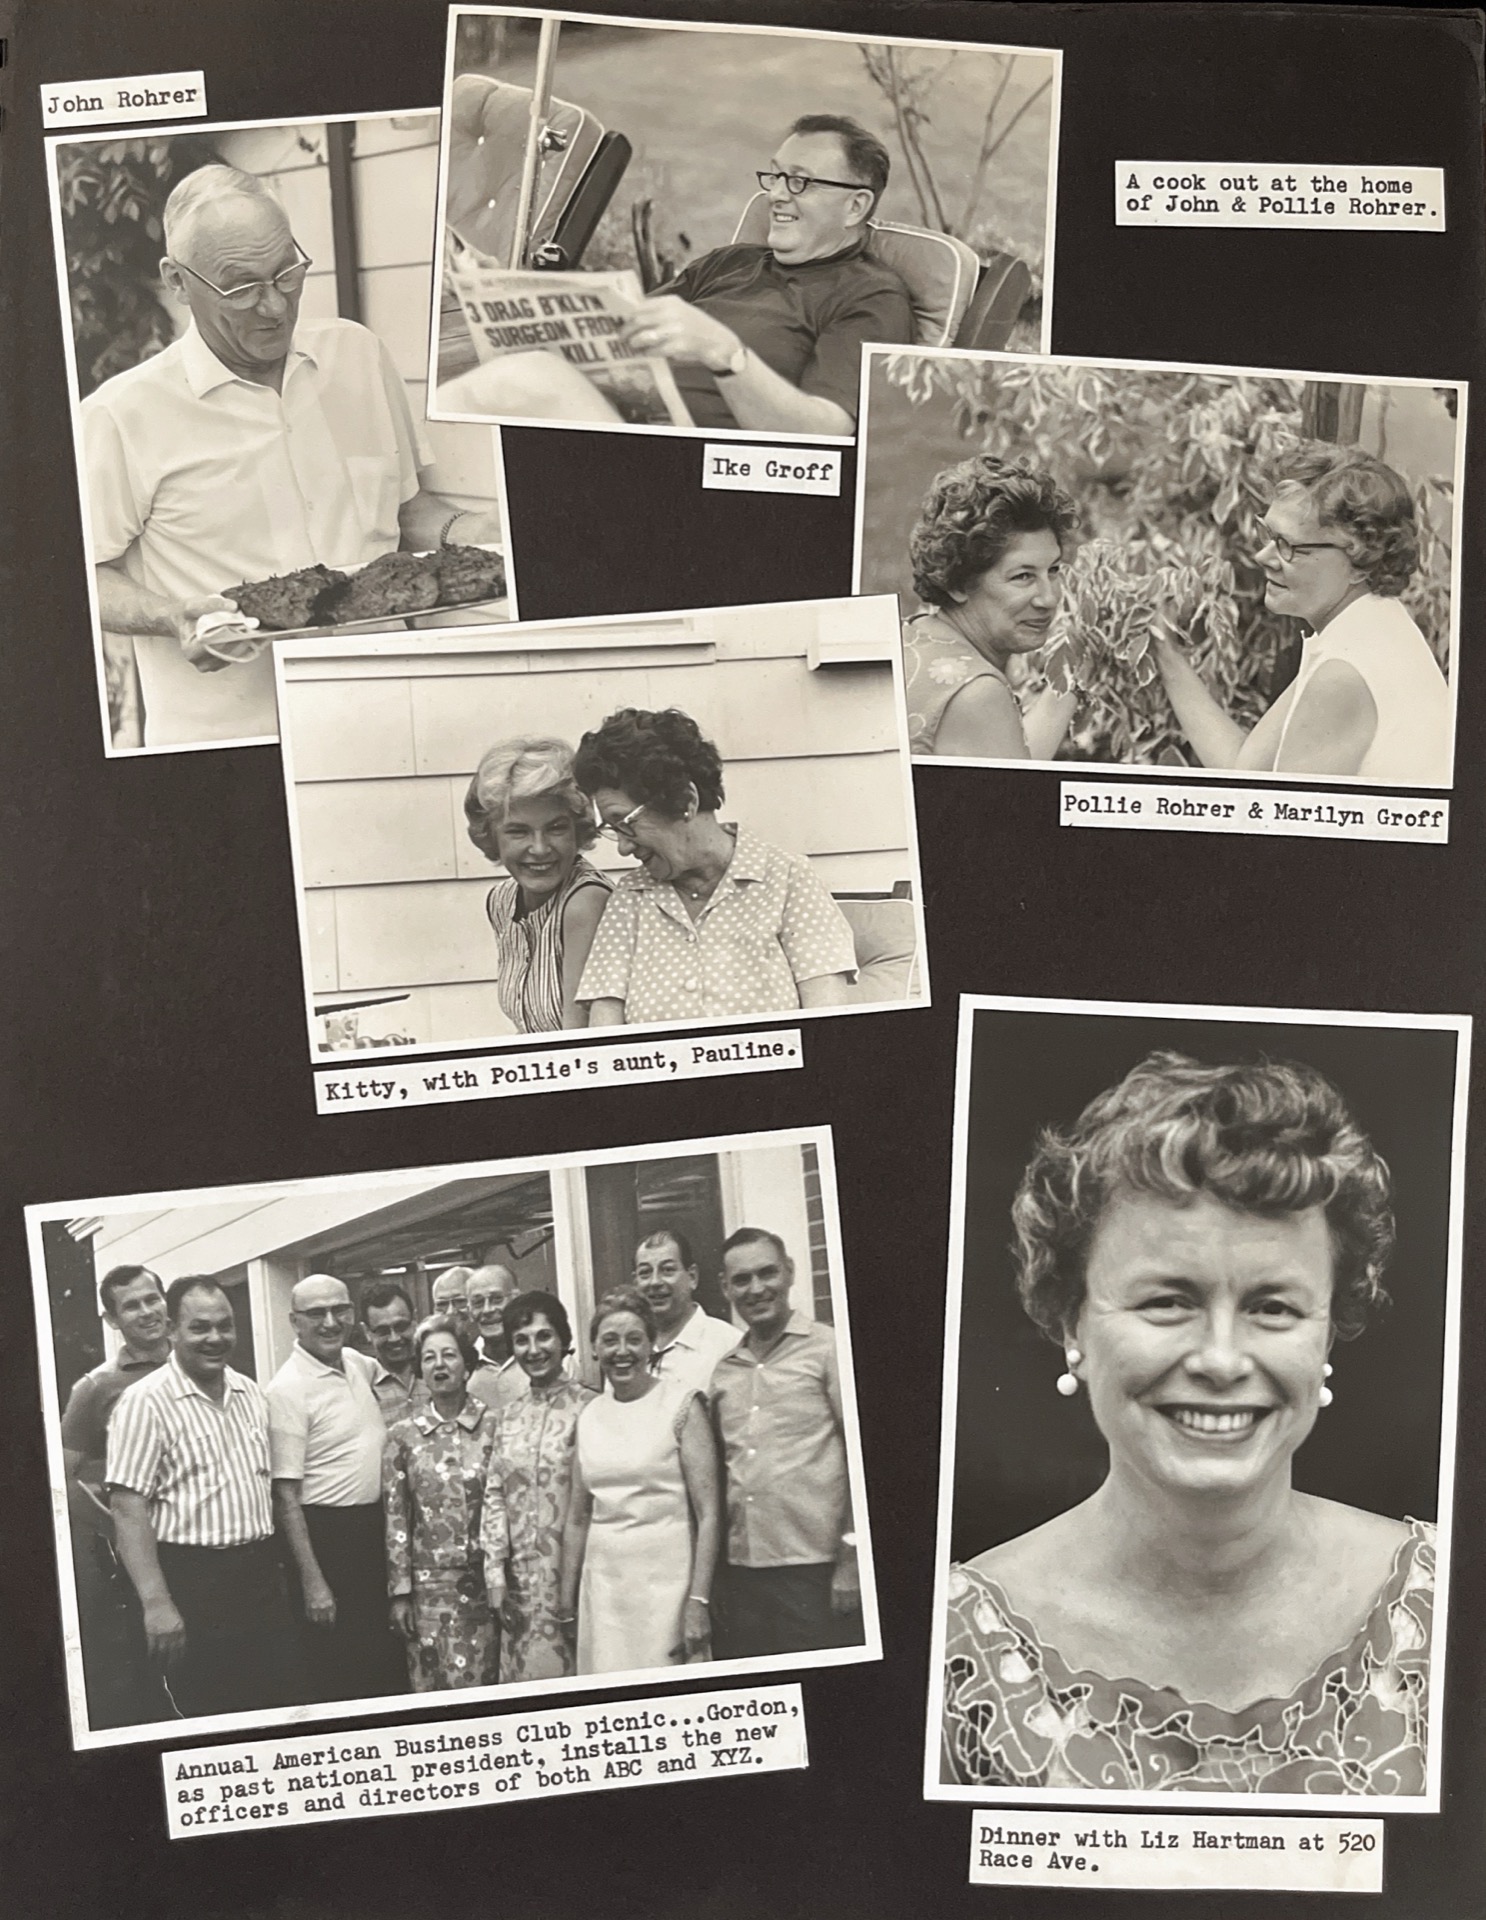 John Rohrer
A cook out at the home
of John & Pollie Rohrer.
3 DRAG B'KLYN
SURGEON FROM
KILL
Ike Groff
Pollie Rohrer & Marilyn Groff
Kitty, with Pollie's aunt, Pauline.
Annual American Business Club picnic...Gordon,
as past national president, installs the new
officers and directors of both ABC and XYZ.
Dinner with Liz Hartman at 520
Race Ave.